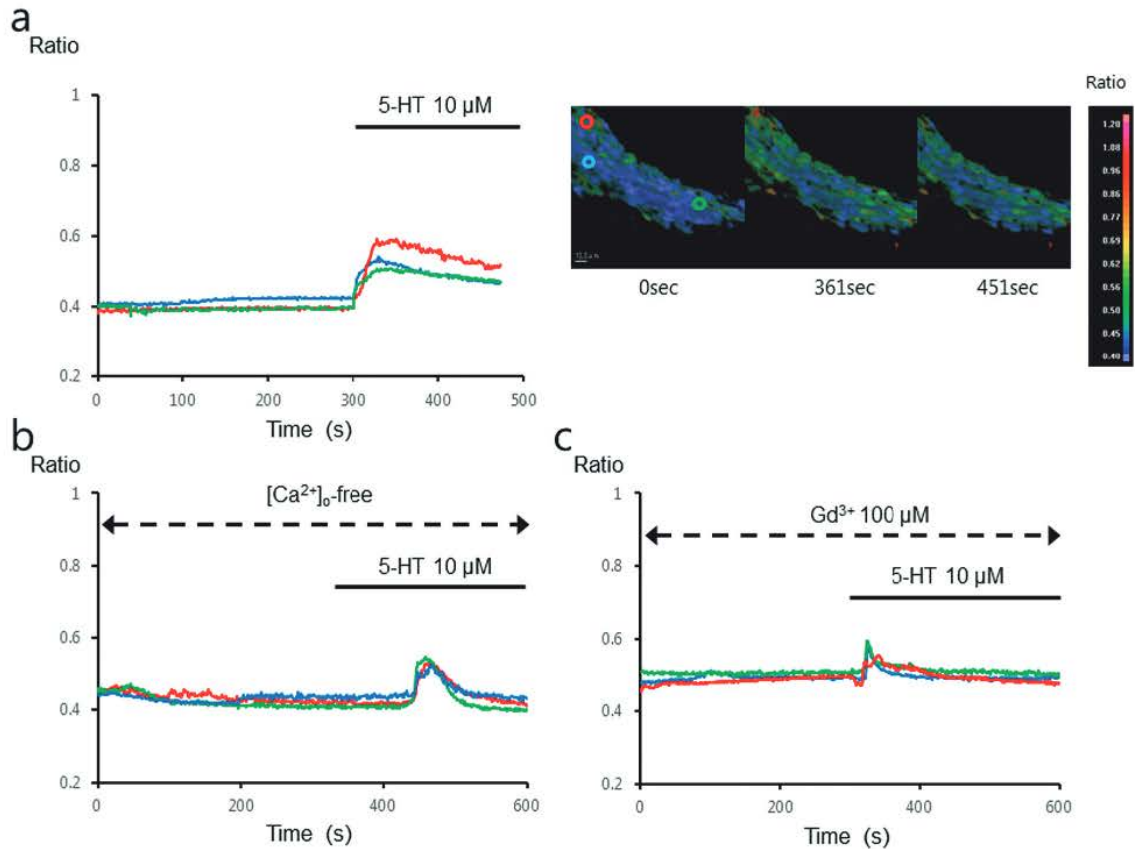 a
Ratio
1
0.8
0.6
0.4
0.2
0
100
200
300
400
500
Time (s)
5-HT 10 µM
0sec
361sec
451sec
Ratio
1.20
1.08
0.96
0.77
0.69
0.62
0.56
0.50
0.45
0.40
b
Ratio
1
0.8
0.6
0.4
0.2
0
200
400
600
Time (s)
[Ca²⁺]ₒ-free
5-HT 10 µM
c
Ratio
1
0.8
0.6
0.4
0.2
0
200
400
600
Time (s)
Gd³⁺ 100 µM
5-HT 10 µM